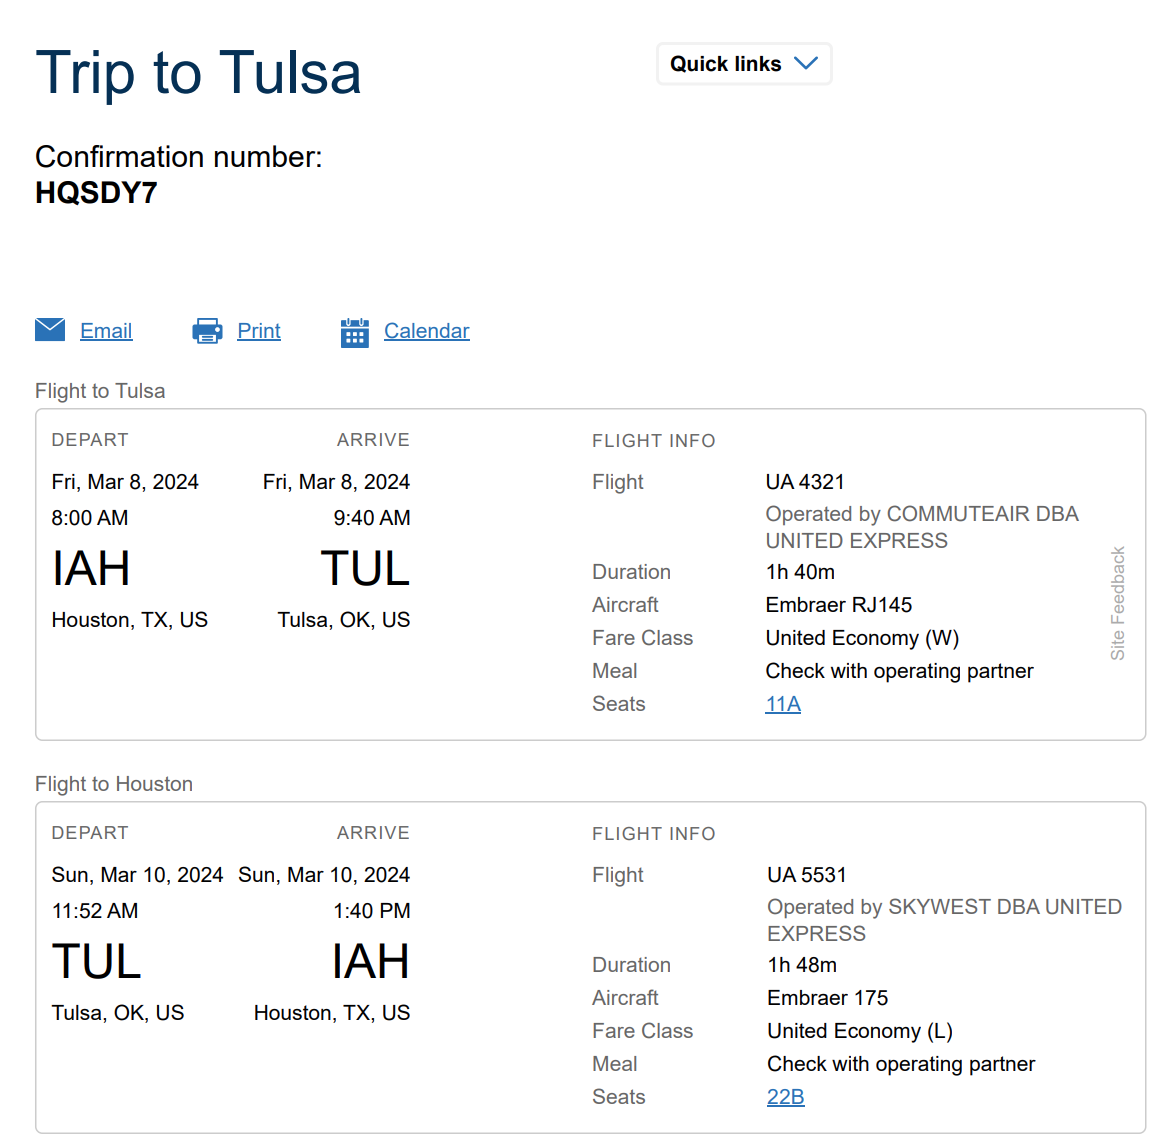 Trip to Tulsa
Quick links
Confirmation number:
HQSDY7
Email
Print
Calendar
Flight to Tulsa
DEPART
ARRIVE
Fri, Mar 8, 2024
Fri, Mar 8, 2024
8:00 AM
9:40 AM
IAH
TUL
Houston, TX, US
Tulsa, OK, US
FLIGHT INFO
Flight
UA 4321
Operated by COMMUTEAIR DBA
UNITED EXPRESS
Duration
1h 40m
Aircraft
Embraer RJ145
Fare Class
United Economy (W)
Meal
Check with operating partner
Seats
11A
Site Feedback
Flight to Houston
DEPART
ARRIVE
Sun, Mar 10, 2024
Sun, Mar 10, 2024
11:52 AM
1:40 PM
TUL
IAH
Tulsa, OK, US
Houston, TX, US
FLIGHT INFO
Flight
UA 5531
Operated by SKYWEST DBA UNITED
EXPRESS
Duration
1h 48m
Aircraft
Embraer 175
Fare Class
United Economy (L)
Meal
Check with operating partner
Seats
22B